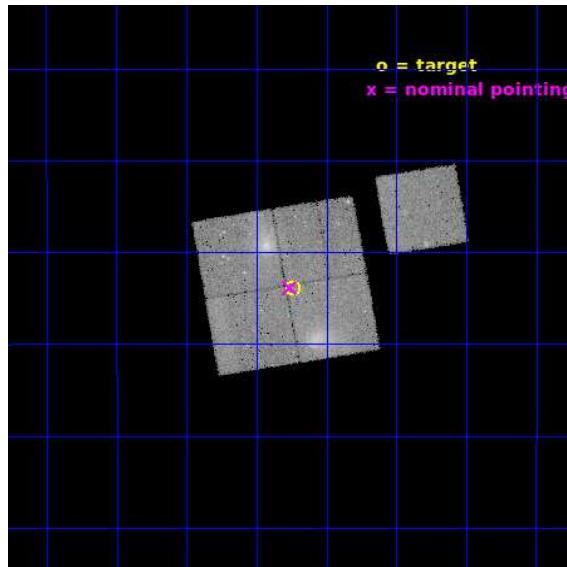 o = target
x = nominal pointing